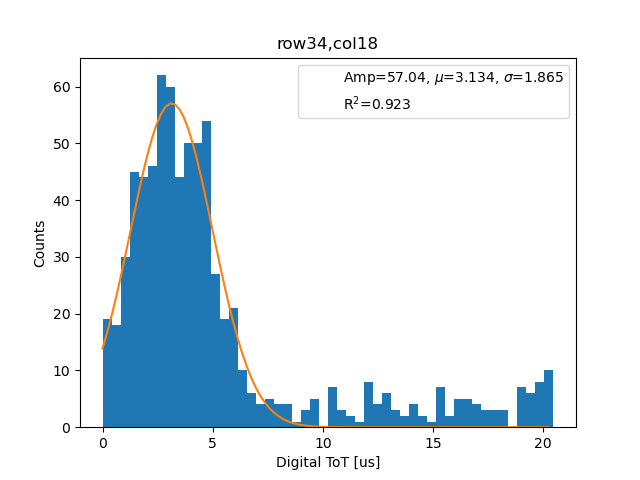 row34,col18
Amp=57.04, μ=3.134, σ=1.865
R²=0.923
Counts
60
50
40
30
20
10
0
0 5 10 15 20
Digital ToT [us]